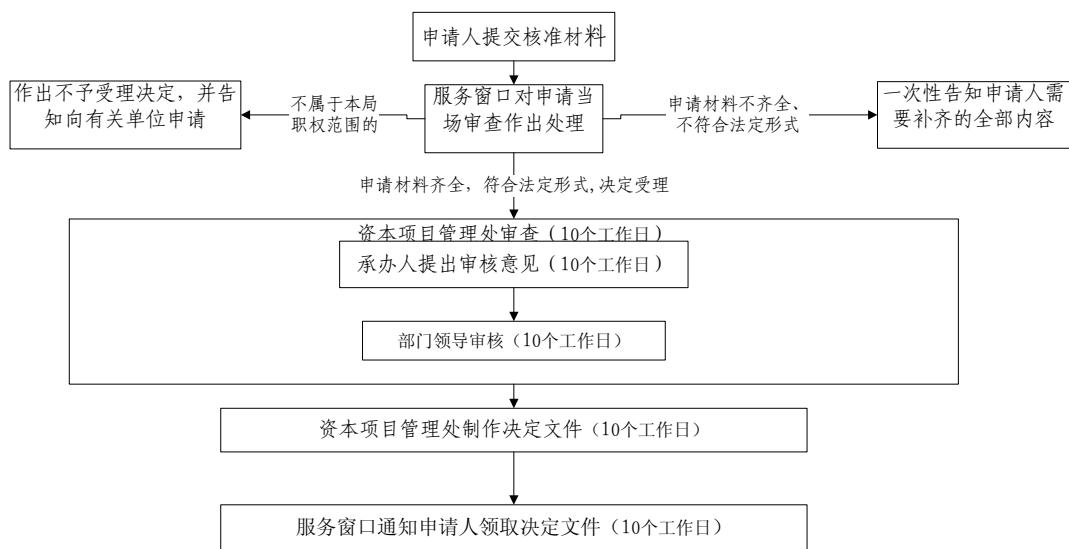 申请人提交核准材料
作出不予受理决定，并告
知向有关单位申请
不属于本局
职权范围的
服务窗口对申请当
场审查作出处理
申请材料不齐全、
不符合法定形式
一次性告知申请人需
要补齐的全部内容
申请材料齐全，符合法定形式,决定受理
资本项目管理处审查（10个工作日）
承办人提出审核意见（10个工作日）
部门领导审核（10个工作日）
资本项目管理处制作决定文件（10个工作日）
服务窗口通知申请人领取决定文件（10个工作日）